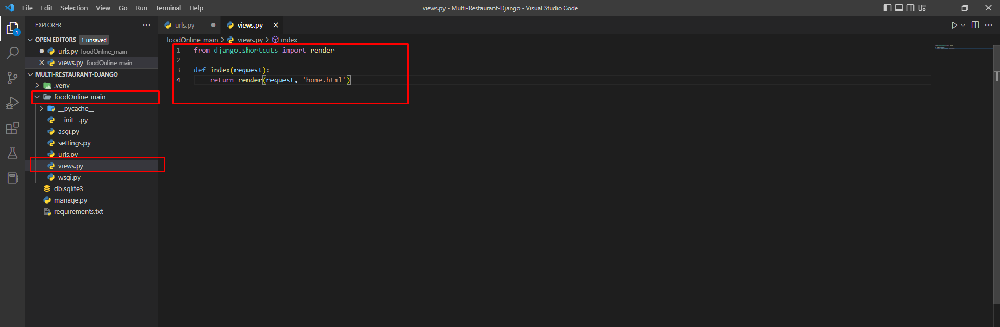 File Edit Selection View Go Run Terminal Help
views.py - Multi-Restaurant-Django - Visual Studio Code
1
EXPLORER
OPEN EDITORS 1 unsaved
urls.py foodOnline_main
views.py foodOnline_main
MULTI-RESTAURANT-DJANGO
.venv
foodOnline_main
__pycache__
__init__.py
asgi.py
settings.py
urls.py
views.py
wsgi.py
db.sqlite3
manage.py
requirements.txt
urls.py views.py
foodOnline_main > views.py > index
1 from django.shortcuts import render
2
3 def index(request):
4 return render(request, 'home.html')